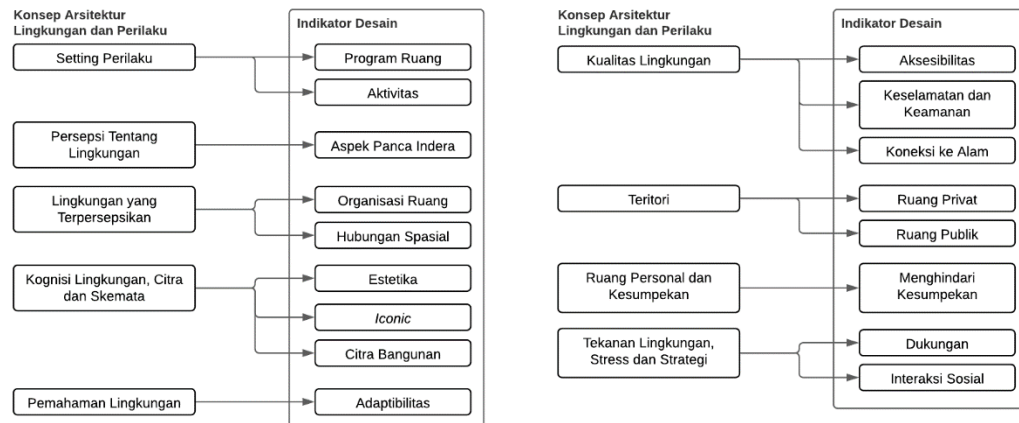 Konsep Arsitektur
Lingkungan dan Perilaku
Indikator Desain
Setting Perilaku
Program Ruang
Aktivitas
Persepsi Tentang
Lingkungan
Aspek Panca Indera
Lingkungan yang
Terpersepsikan
Organisasi Ruang
Hubungan Spasial
Kognisi Lingkungan, Citra
dan Skemata
Estetika
Iconic
Citra Bangunan
Pemahaman Lingkungan
Adaptibilitas
Konsep Arsitektur
Lingkungan dan Perilaku
Indikator Desain
Kualitas Lingkungan
Aksesibilitas
Keselamatan dan
Keamanan
Koneksi ke Alam
Teritori
Ruang Privat
Ruang Publik
Ruang Personal dan
Kesumpekan
Menghindari
Kesumpekan
Tekanan Lingkungan,
Stress dan Strategi
Dukungan
Interaksi Sosial